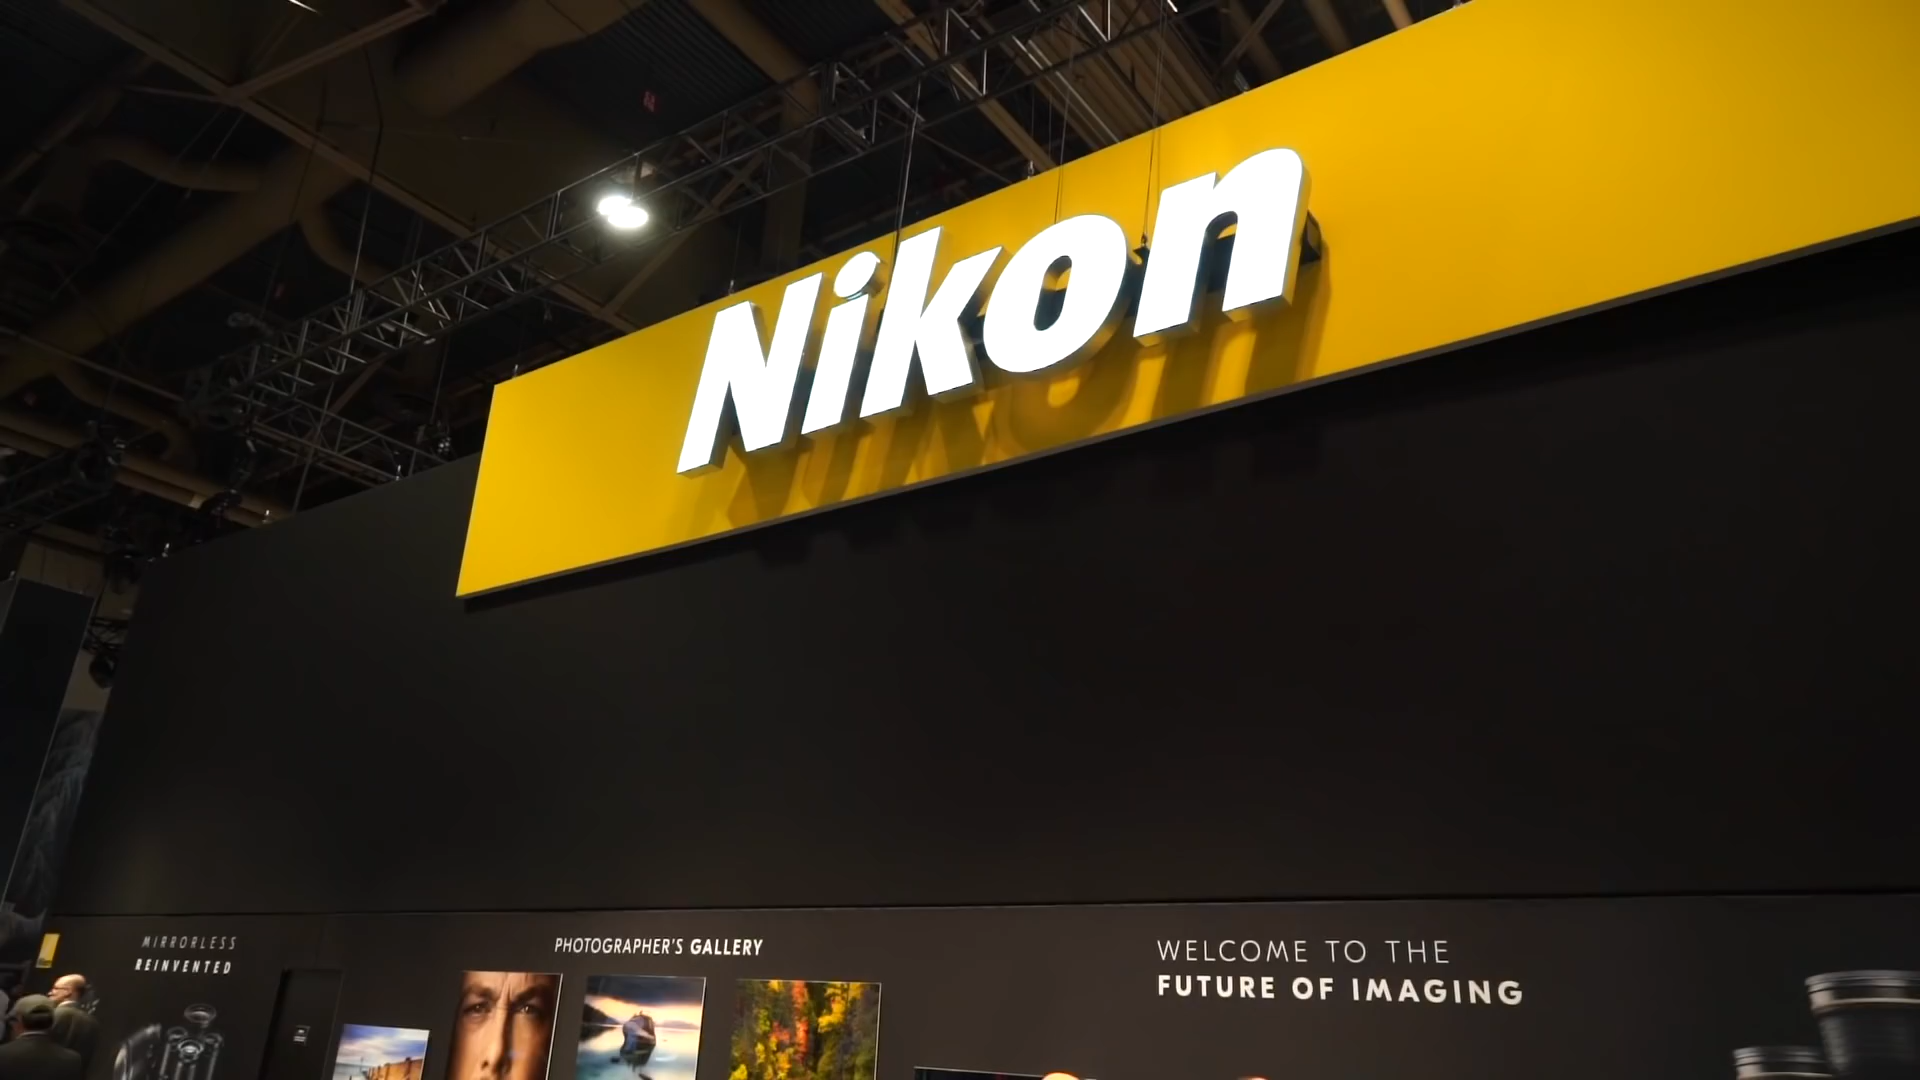 Nikon
MIRRORLESS
REINVENTED
PHOTOGRAPHER'S GALLERY
WELCOME TO THE
FUTURE OF IMAGING